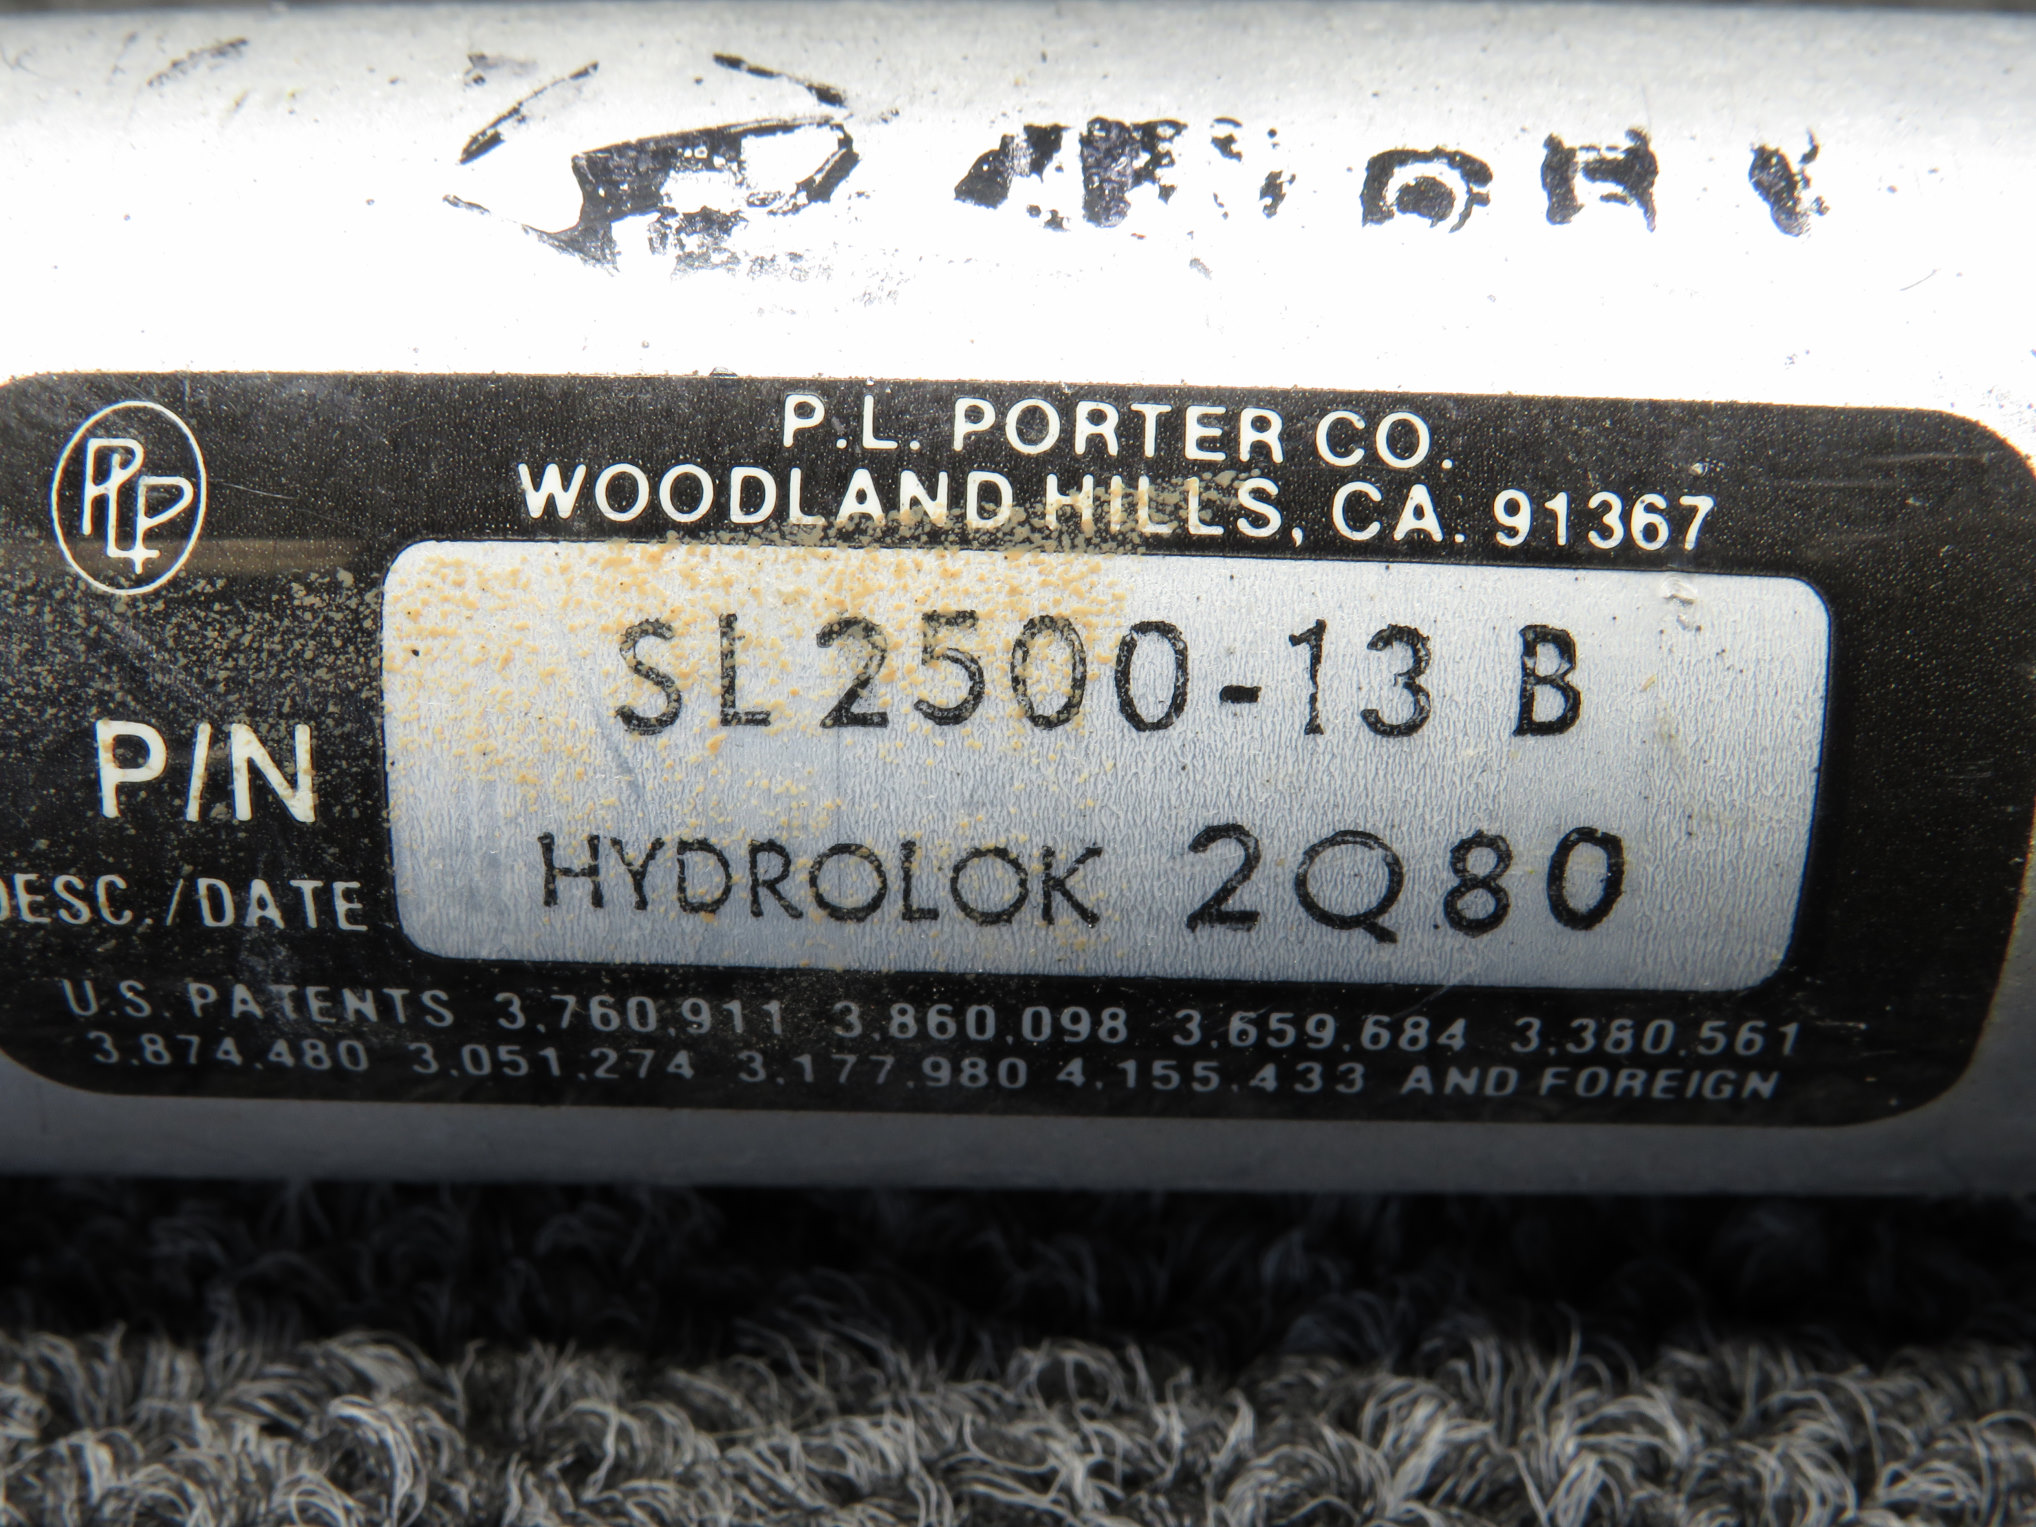 PLP
P.L. PORTER CO.
WOODLAND HILLS, CA. 91367
P/N SL2500-13 B
DESC./DATE HYDROLOK 2Q80
U.S. PATENTS 3,760,911 3,860,098 3,659,684 3,380,561
3,874,480 3,051,274 3,177,980 4,155,433 AND FOREIGN